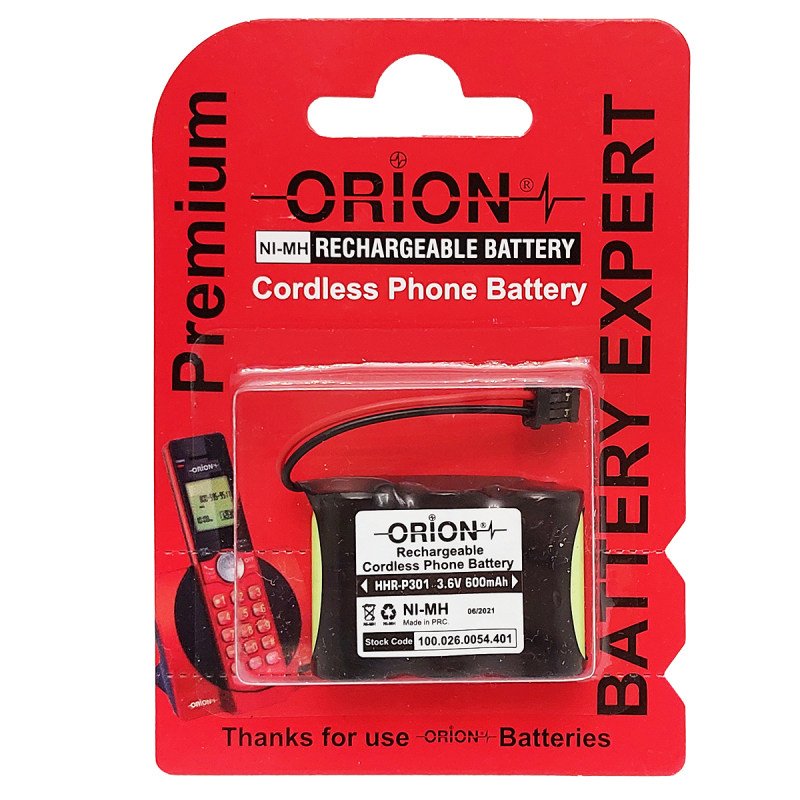 Premium
ORION®
NI-MH RECHARGEABLE BATTERY
Cordless Phone Battery
BATTERY EXPERT
ORION
ORION®
Rechargeable
Cordless Phone Battery
HHR-P301 3.6V 600mAh
NI-MH 06/2021
Made in PRC.
Stock Code 100.026.0054.401
ORION
Thanks for use ORION Batteries